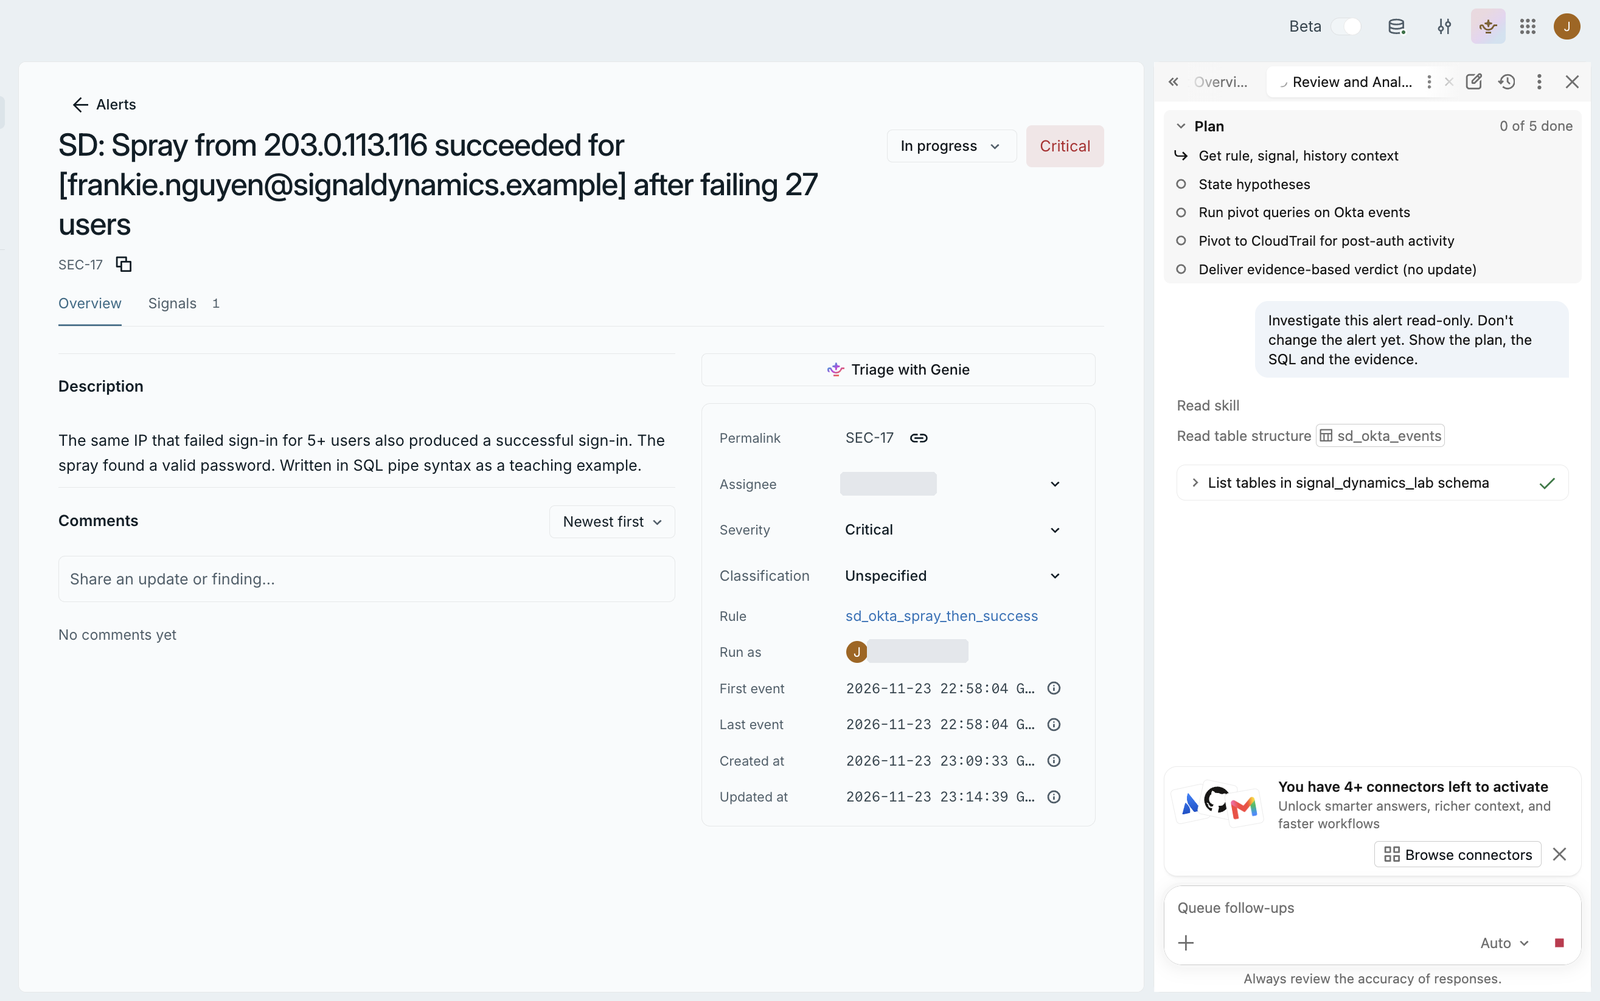 Beta
J
Alerts
SD: Spray from 203.0.113.116 succeeded for
[frankie.nguyen@signaldynamics.example] after failing 27
users
In progress
Critical
SEC-17
Overview
Signals 1
Description
The same IP that failed sign-in for 5+ users also produced a successful sign-in. The
spray found a valid password. Written in SQL pipe syntax as a teaching example.
Comments
Newest first
Share an update or finding...
No comments yet
Triage with Genie
Permalink SEC-17
Assignee
Severity Critical
Classification Unspecified
Rule sd_okta_spray_then_success
Run as J
First event 2026-11-23 22:58:04 G...
Last event 2026-11-23 22:58:04 G...
Created at 2026-11-23 23:09:33 G...
Updated at 2026-11-23 23:14:39 G...
Overvi...
Review and Anal...
Plan 0 of 5 done
Get rule, signal, history context
State hypotheses
Run pivot queries on Okta events
Pivot to CloudTrail for post-auth activity
Deliver evidence-based verdict (no update)
Investigate this alert read-only. Don't
change the alert yet. Show the plan, the
SQL and the evidence.
Read skill
Read table structure sd_okta_events
List tables in signal_dynamics_lab schema
You have 4+ connectors left to activate
Unlock smarter answers, richer context, and
faster workflows
Browse connectors
Queue follow-ups
Auto
Always review the accuracy of responses.